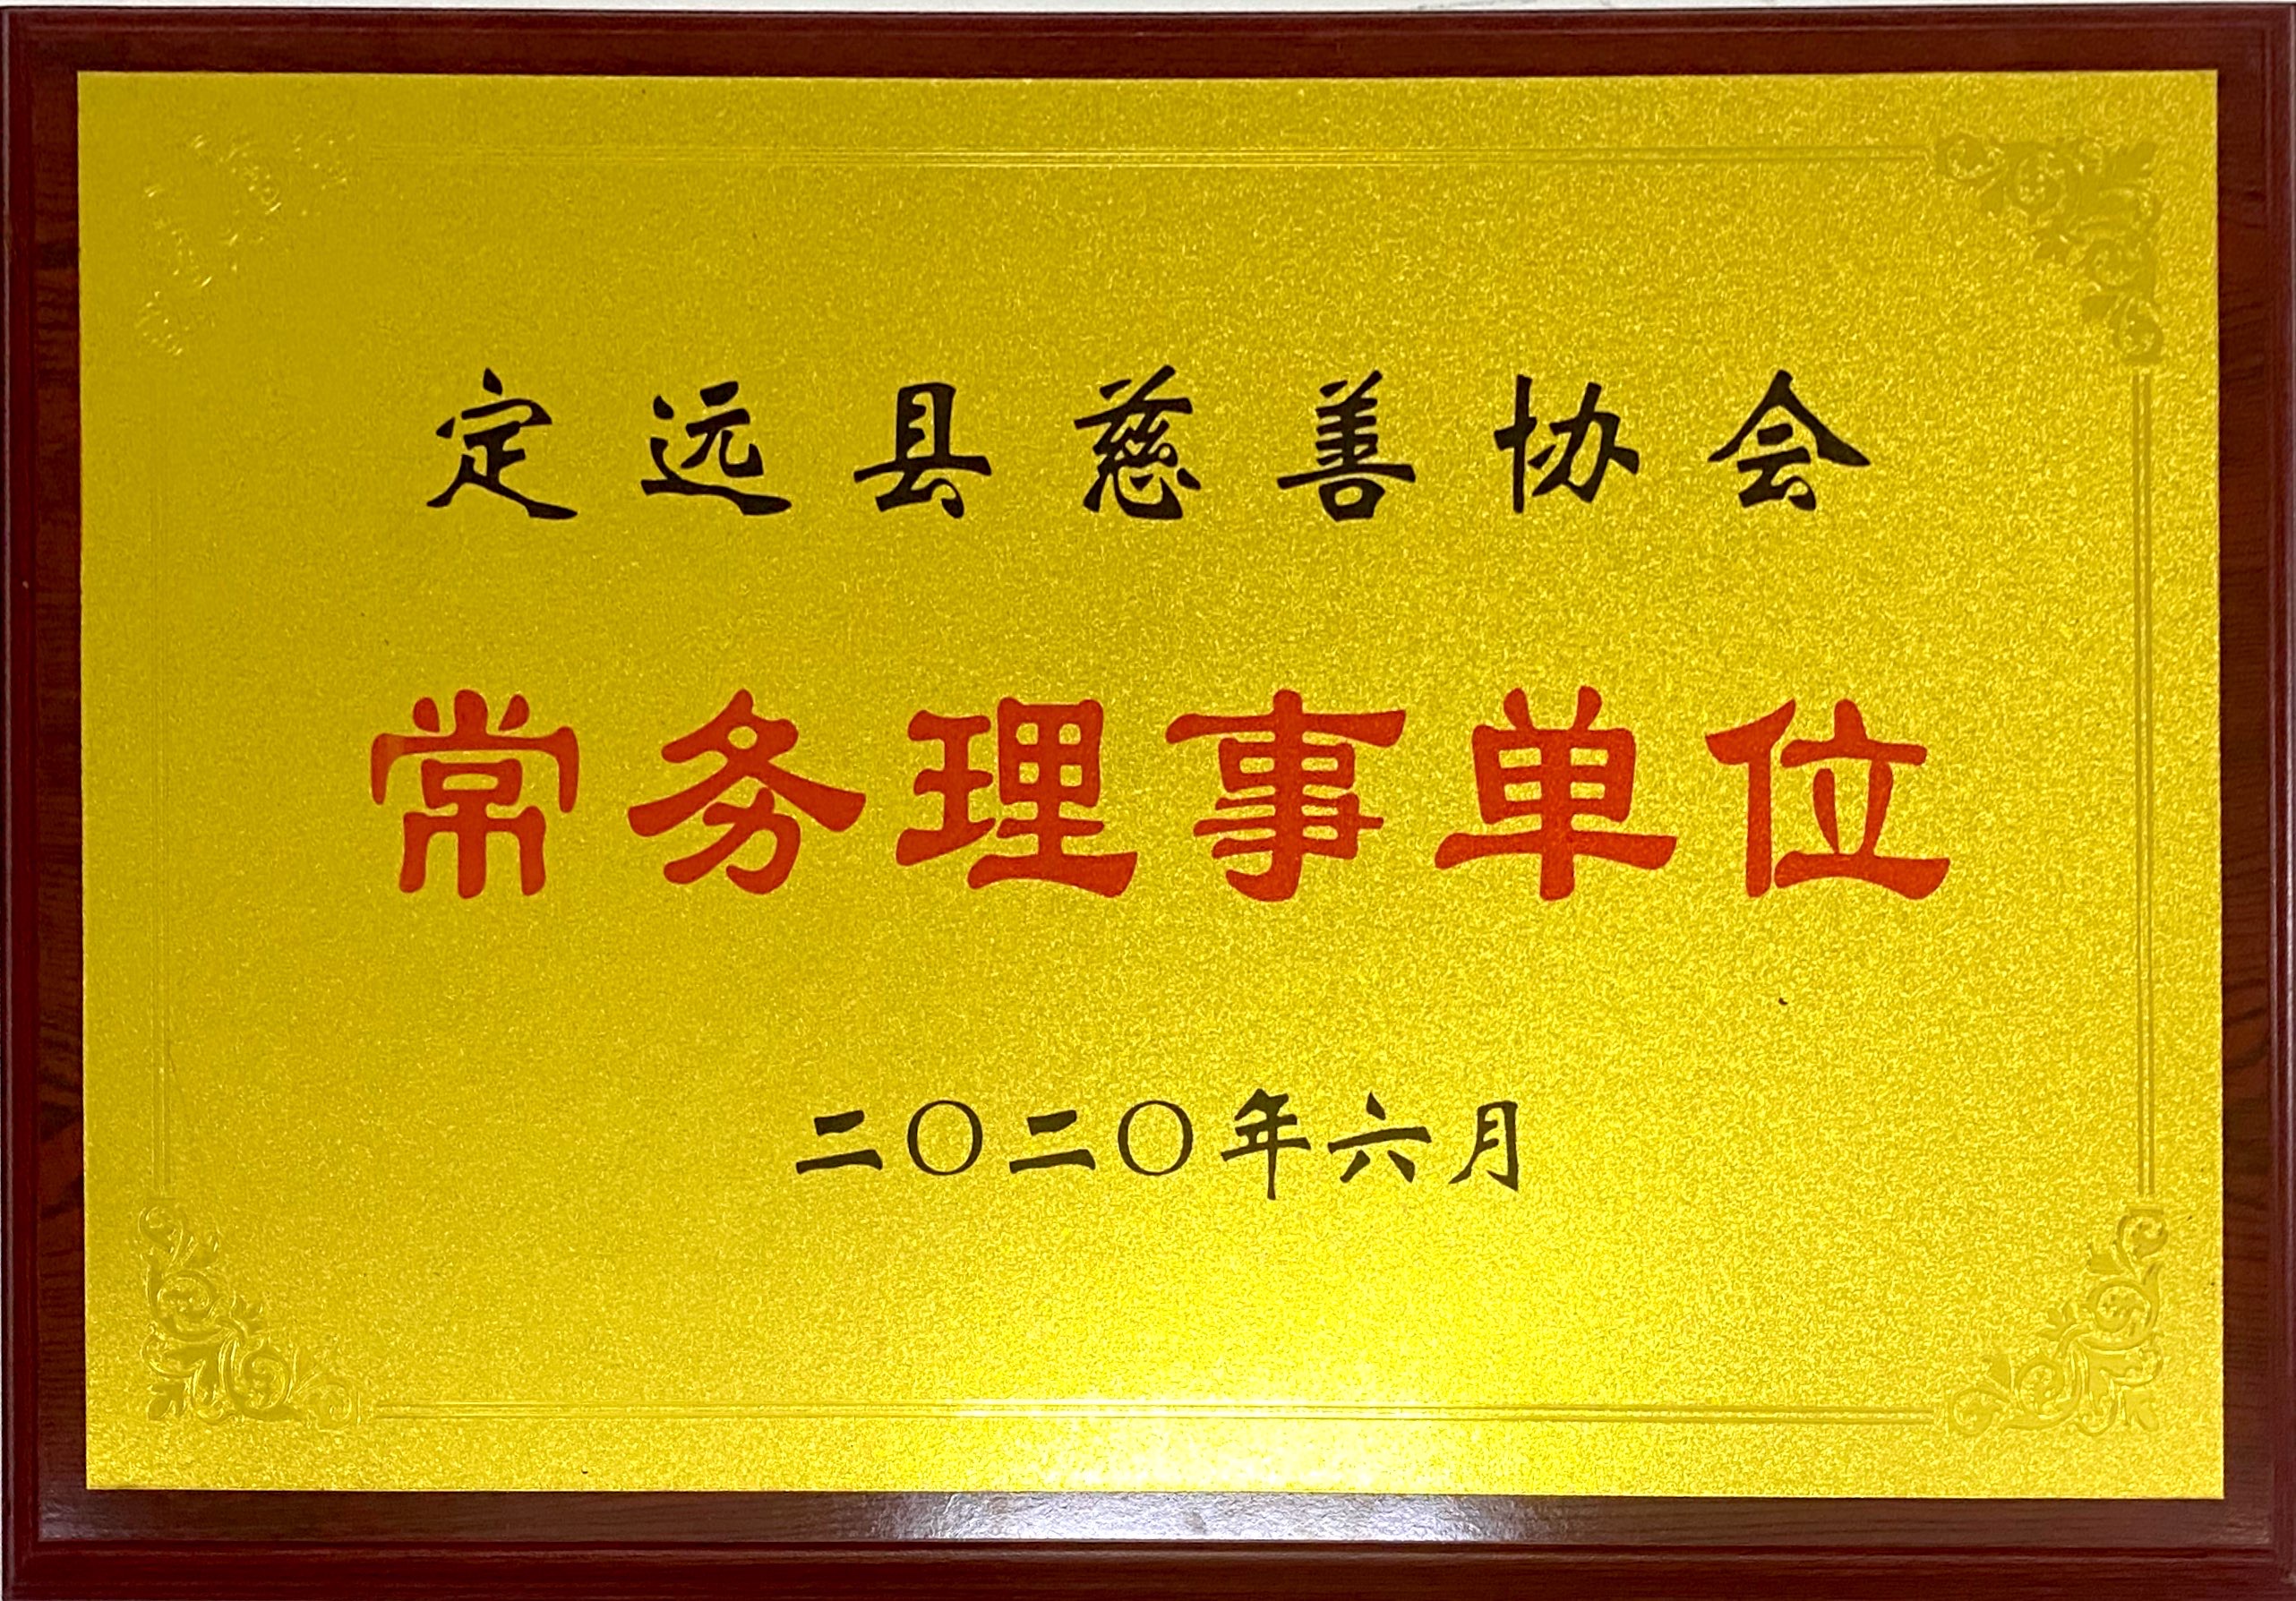 定远县慈善协会
常务理事单位
二〇二〇年六月